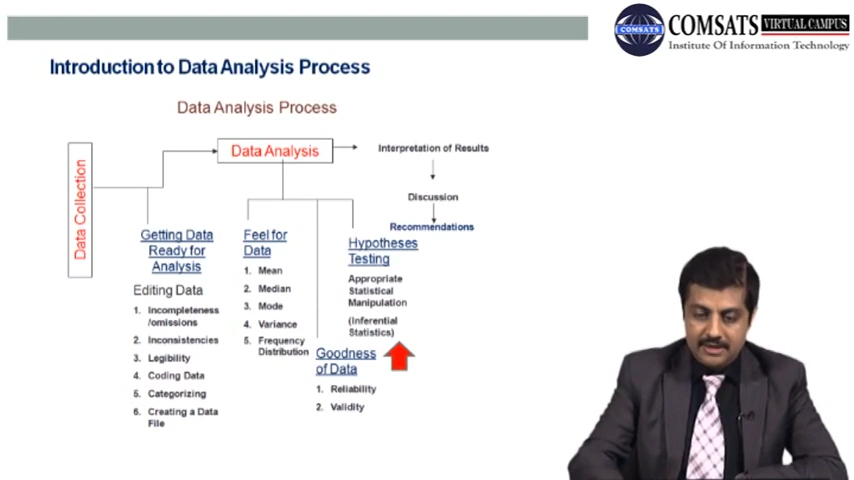 COMSATS VIRTUAL CAMPUS
COMSATS
Institute Of Information Technology
Introduction to Data Analysis Process
Data Analysis Process
Data Collection
Data Analysis
Interpretation of Results
Discussion
Recommendations
Getting Data
Ready for
Analysis
Editing Data
1. Incompleteness
/omissions
2. Inconsistencies
3. Legibility
4. Coding Data
5. Categorizing
6. Creating a Data
File
Feel for
Data
1. Mean
2. Median
3. Mode
4. Variance
5. Frequency
Distribution
Goodness
of Data
1. Reliability
2. Validity
Hypotheses
Testing
Appropriate
Statistical
Manipulation
(Inferential
Statistics)